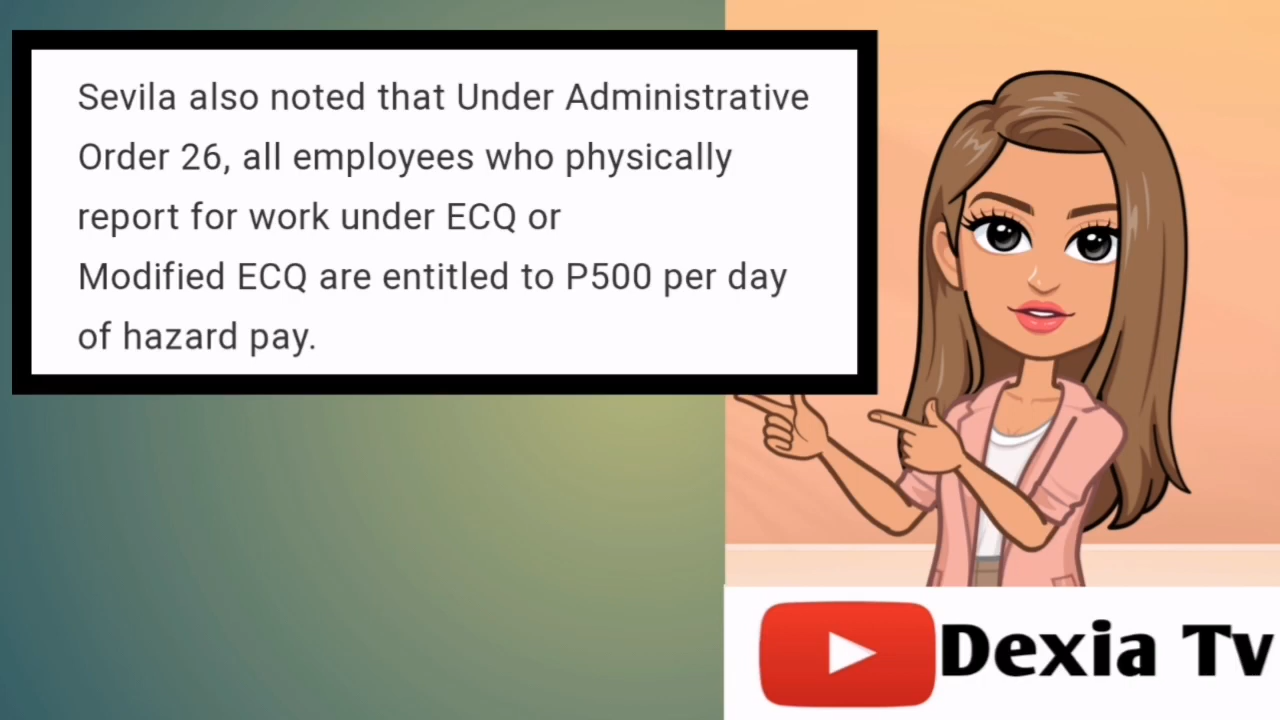 Sevila also noted that Under Administrative
Order 26, all employees who physically
report for work under ECQ or
Modified ECQ are entitled to P500 per day
of hazard pay.
Dexia Tv